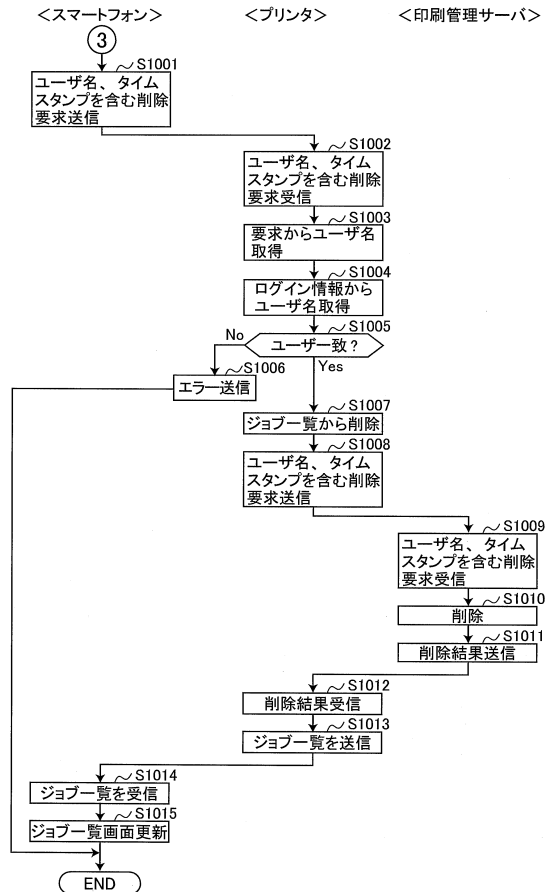 ＜スマートフォン＞ ＜プリンタ＞ ＜印刷管理サーバ＞
3
S1001
ユーザ名、タイム
スタンプを含む削除
要求送信
S1002
ユーザ名、タイム
スタンプを含む削除
要求受信
S1003
要求からユーザ名
取得
S1004
ログイン情報から
ユーザ名取得
S1005
ユーザー致？
No
Yes
S1006
エラー送信
S1007
ジョブ一覧から削除
S1008
ユーザ名、タイム
スタンプを含む削除
要求送信
S1009
ユーザ名、タイム
スタンプを含む削除
要求受信
S1010
削除
S1011
削除結果送信
S1012
削除結果受信
S1013
ジョブ一覧を送信
S1014
ジョブ一覧を受信
S1015
ジョブ一覧画面更新
END